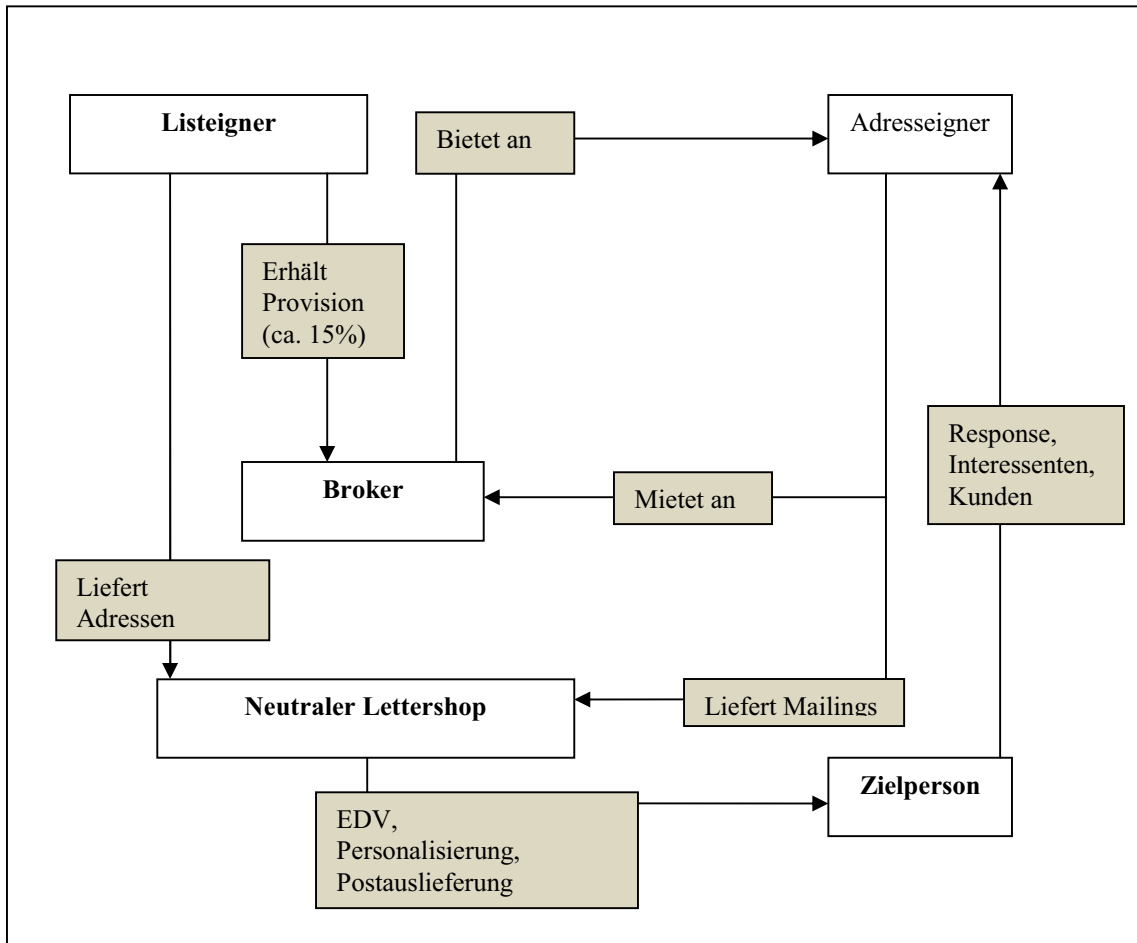 Listeigner
Bietet an
Adresseigner
Erhält
Provision
(ca. 15%)
Broker
Mietet an
Response,
Interessenten,
Kunden
Liefert
Adressen
Neutraler Lettershop
Liefert Mailings
Zielperson
EDV,
Personalisierung,
Postauslieferung